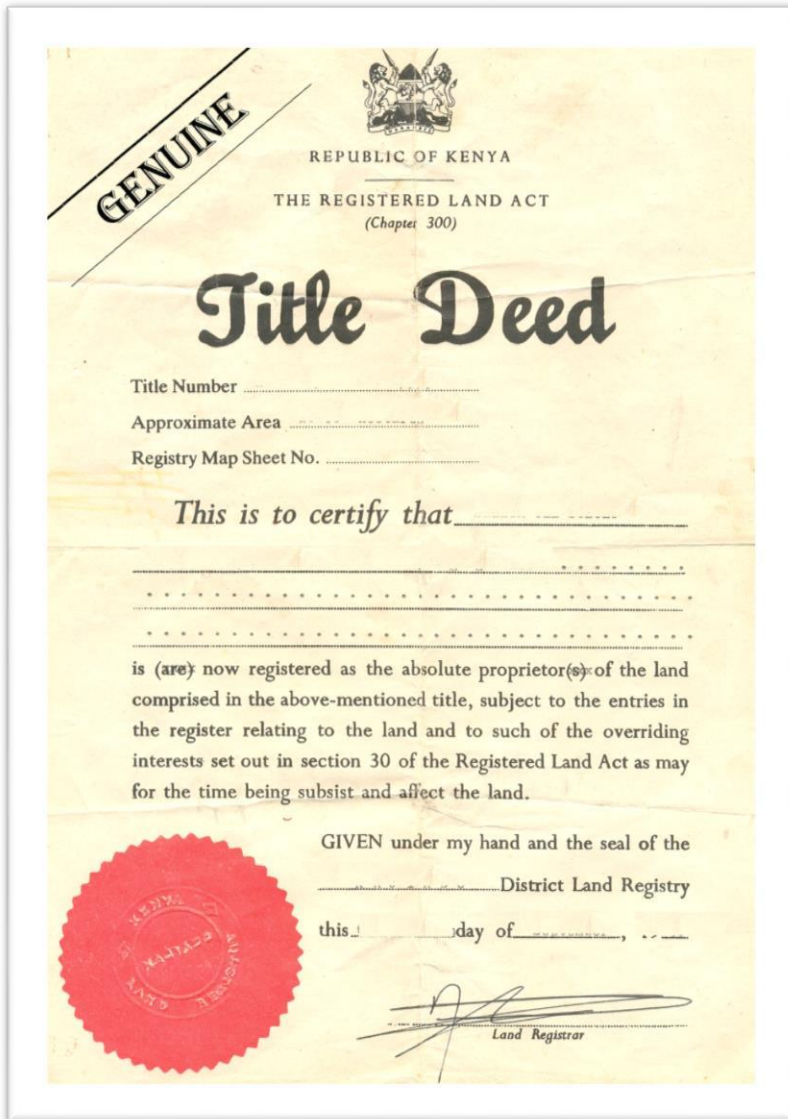 GENUINE
REPUBLIC OF KENYA
THE REGISTERED LAND ACT
(Chapter 300)
Title Deed
Title Number
Approximate Area
Registry Map Sheet No.
This is to certify that
is (are) now registered as the absolute proprietor(s) of the land
comprised in the above-mentioned title, subject to the entries in
the register relating to the land and to such of the overriding
interests set out in section 30 of the Registered Land Act as may
for the time being subsist and affect the land.
GIVEN under my hand and the seal of the
District Land Registry
this day of ,
Land Registrar
KENYA